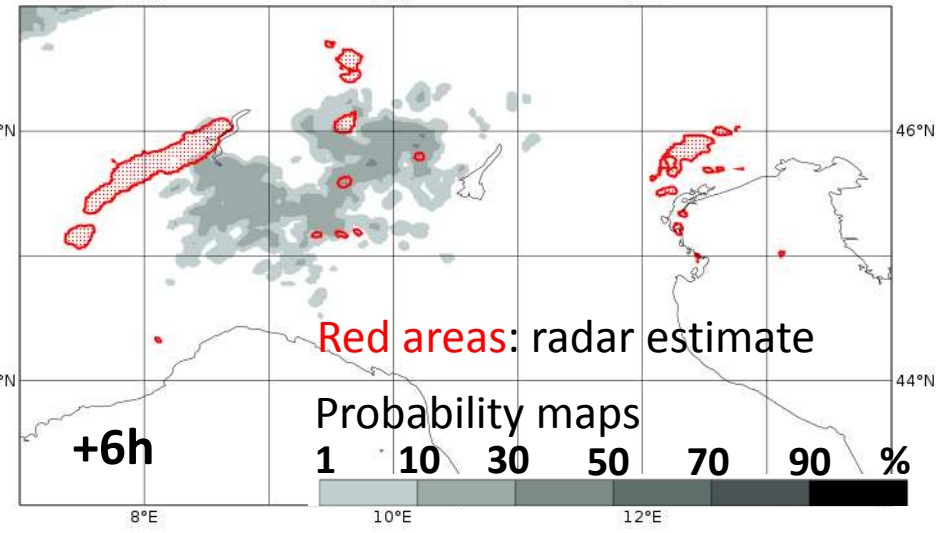 °N
46°N
Red areas: radar estimate
°N
44°N
Probability maps
+6h
1 10 30 50 70 90 %
8°E 10°E 12°E